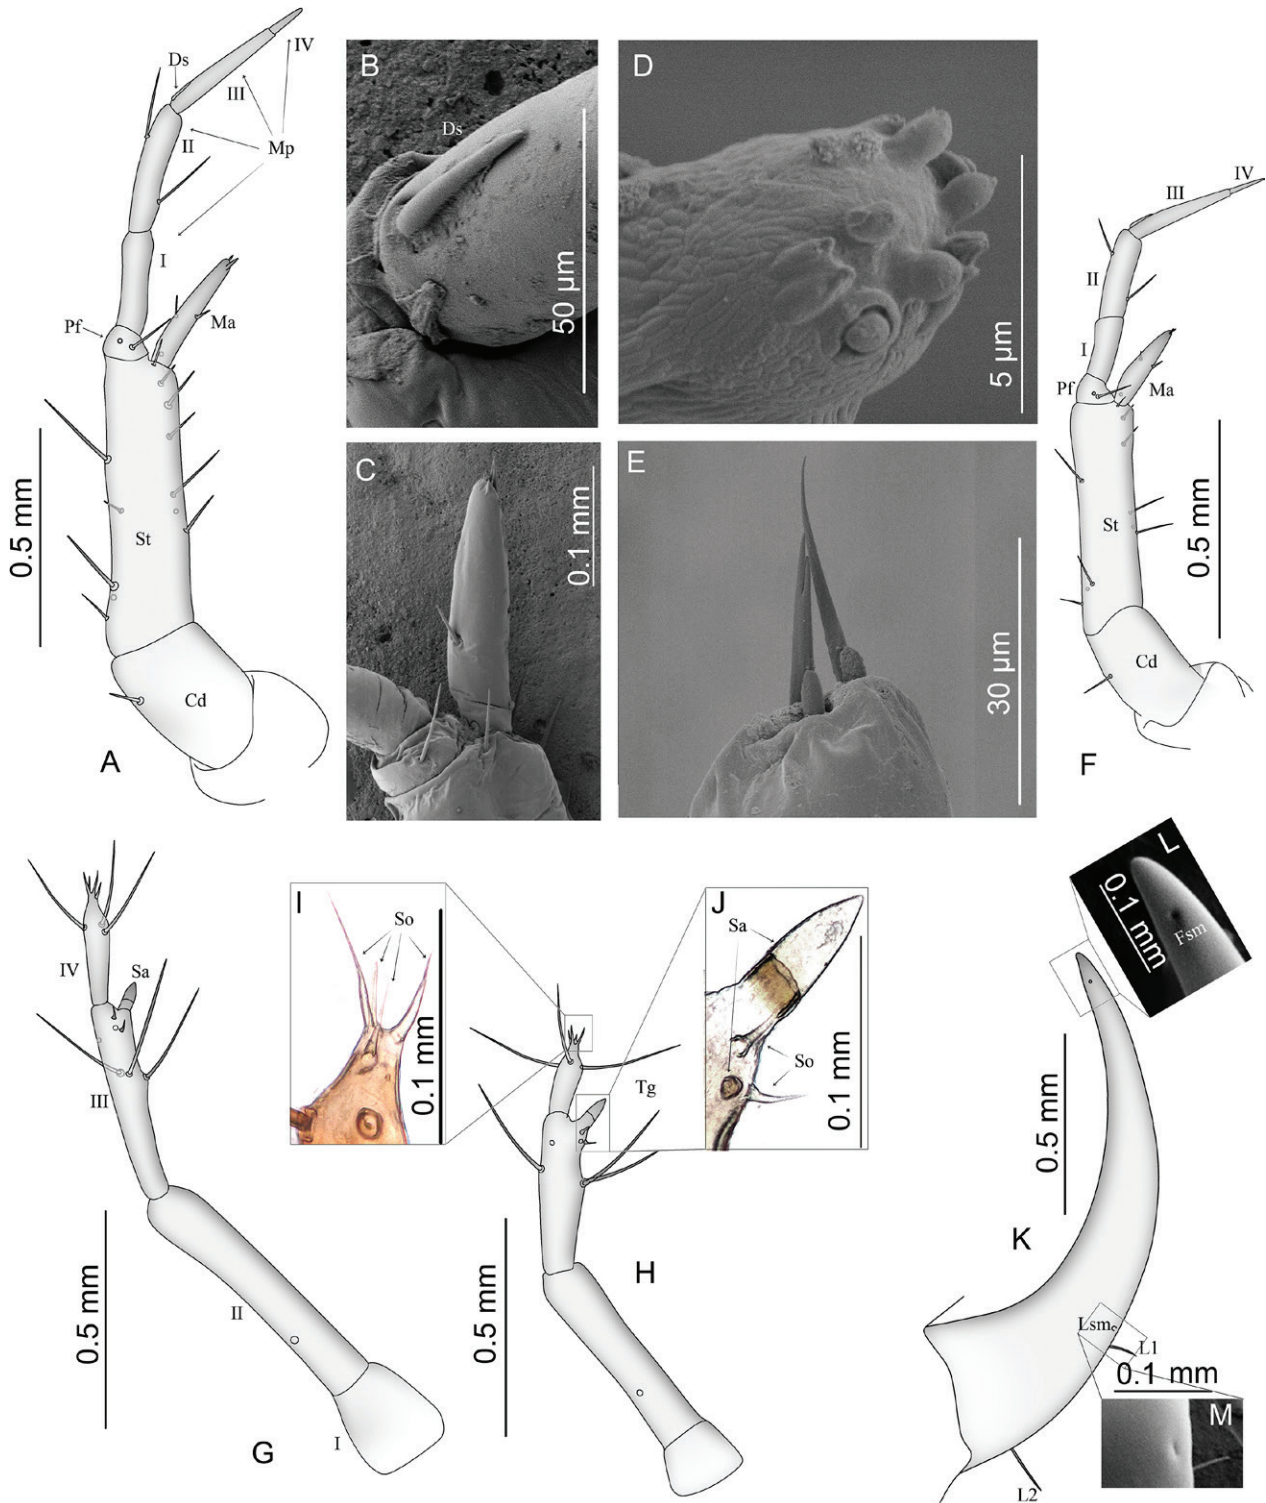 IV
Ds
III
II
Mp
I
Pf
Ma
0.5 mm
St
Cd
A
B
Ds
50 µm
C
0.1 mm
D
5 µm
E
30 µm
IV
III
II
I
Pf
Ma
St
0.5 mm
Cd
F
IV
Sa
III
0.5 mm
II
I
G
I
So
0.1 mm
Tg
0.5 mm
H
J
Sa
So
0.1 mm
L
0.1 mm
Fsm
0.5 mm
K
Lsm
L1
0.1 mm
M
L2